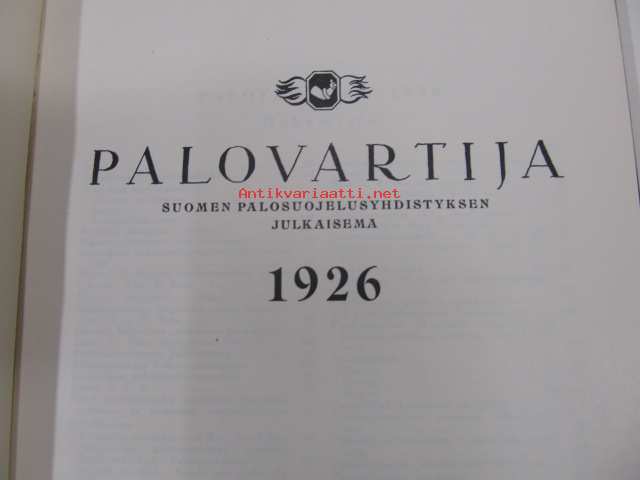 PALOVARTIJA
Antikvariaatti.net
SUOMEN PALOSUOJELUSYHDISTYKSEN
JULKAISEMA
1926